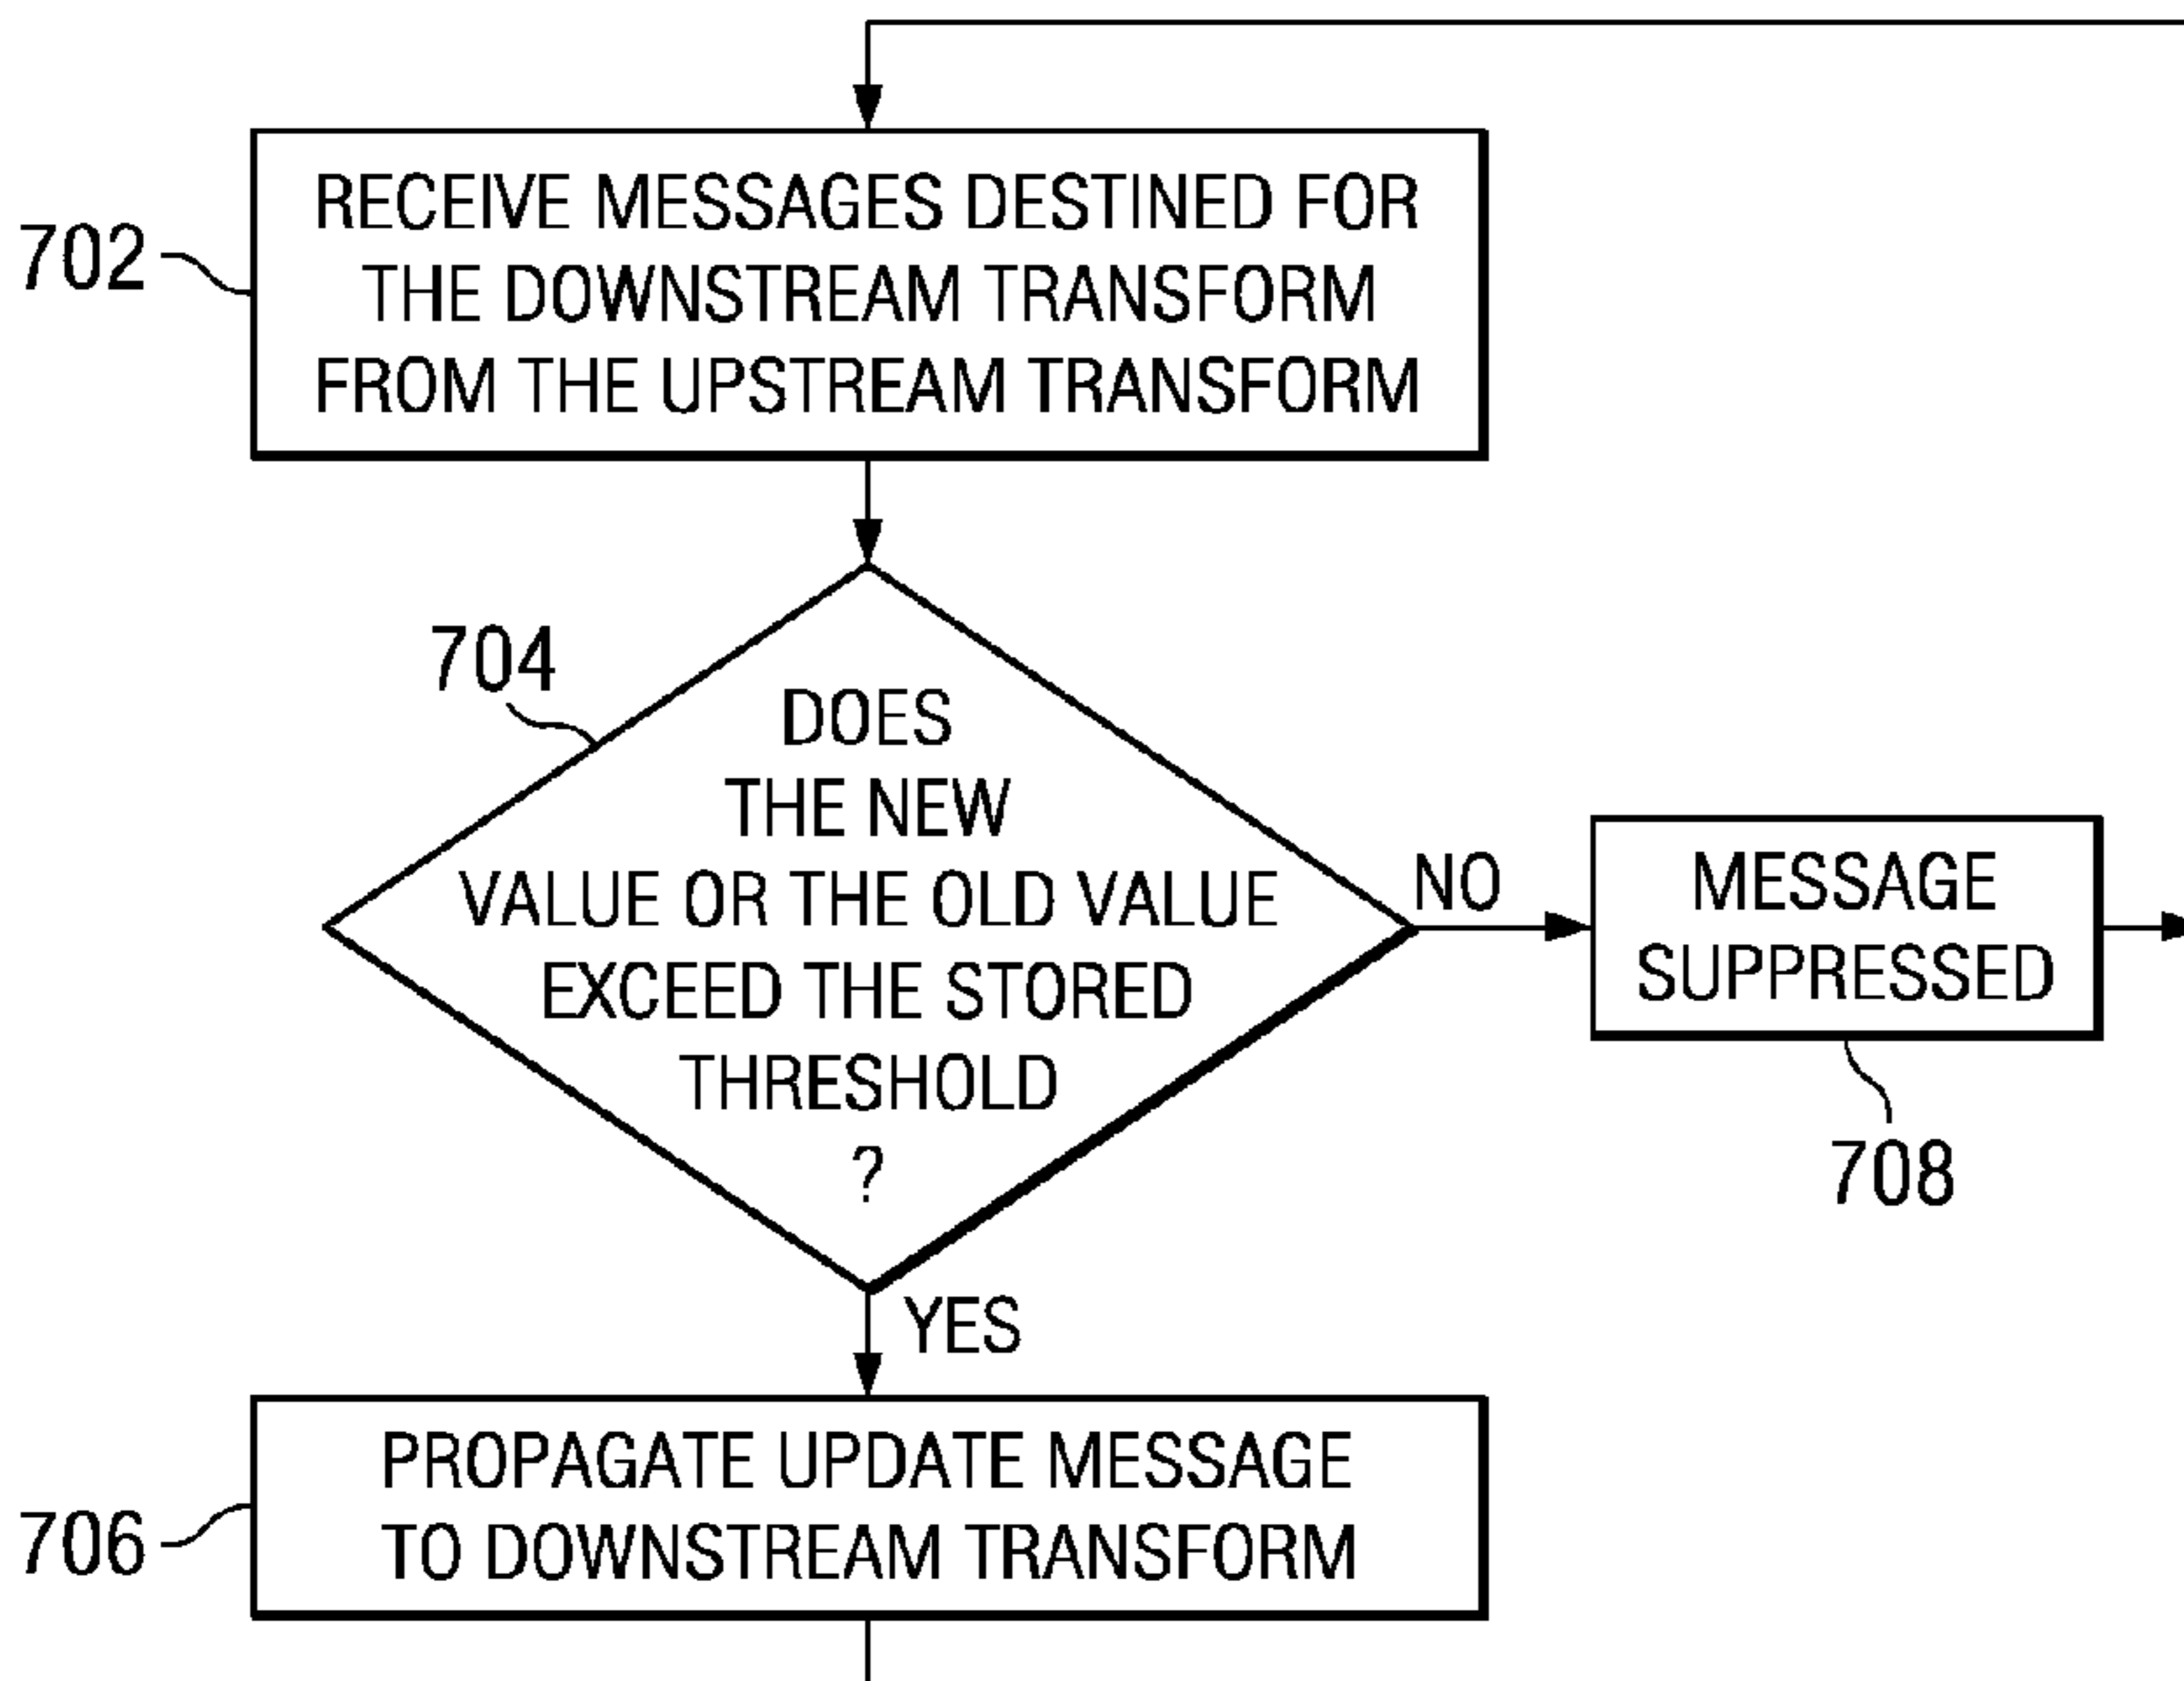 702
RECEIVE MESSAGES DESTINED FOR
THE DOWNSTREAM TRANSFORM
FROM THE UPSTREAM TRANSFORM
704
DOES
THE NEW
VALUE OR THE OLD VALUE
EXCEED THE STORED
THRESHOLD
?
NO
MESSAGE
SUPPRESSED
708
YES
706
PROPAGATE UPDATE MESSAGE
TO DOWNSTREAM TRANSFORM